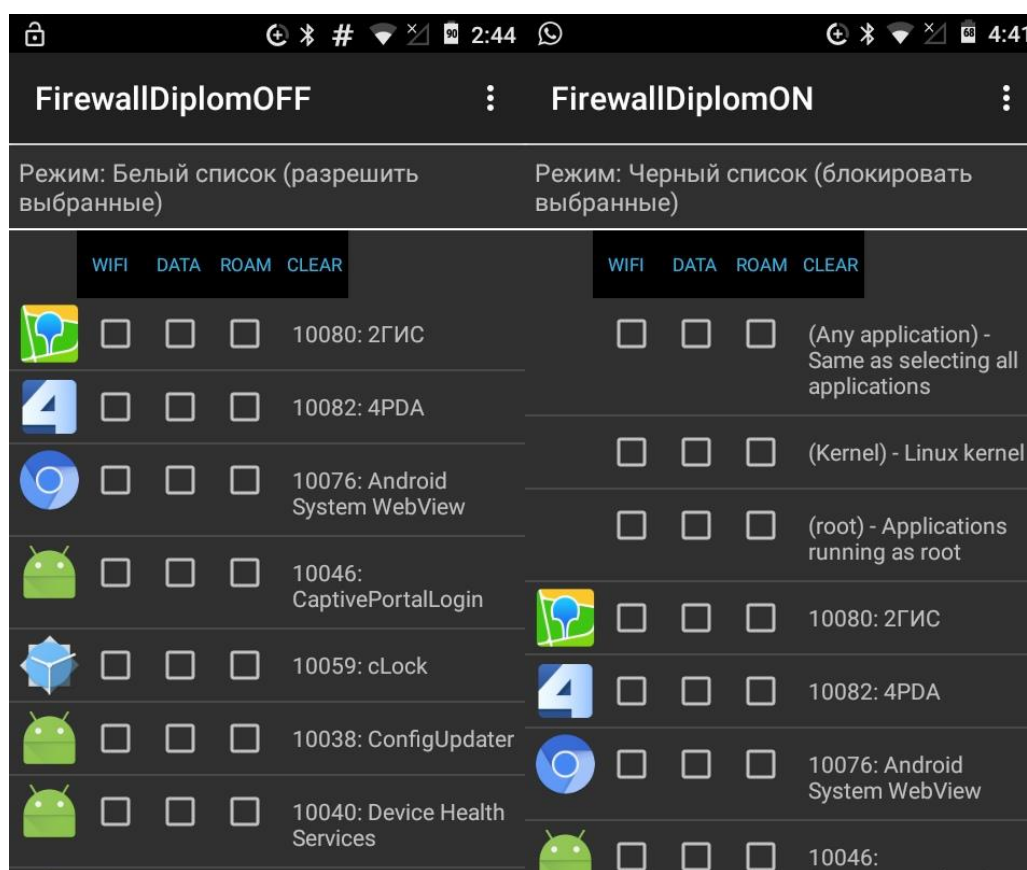 90 2:44
FirewallDiplomOFF
Режим: Белый список (разрешить
выбранные)
WIFI DATA ROAM CLEAR
10080: 2ГИС
10082: 4PDA
10076: Android
System WebView
10046:
CaptivePortalLogin
10059: cLock
10038: ConfigUpdater
10040: Device Health
Services
68 4:41
FirewallDiplomON
Режим: Черный список (блокировать
выбранные)
WIFI DATA ROAM CLEAR
(Any application) -
Same as selecting all
applications
(Kernel) - Linux kernel
(root) - Applications
running as root
10080: 2ГИС
10082: 4PDA
10076: Android
System WebView
10046: